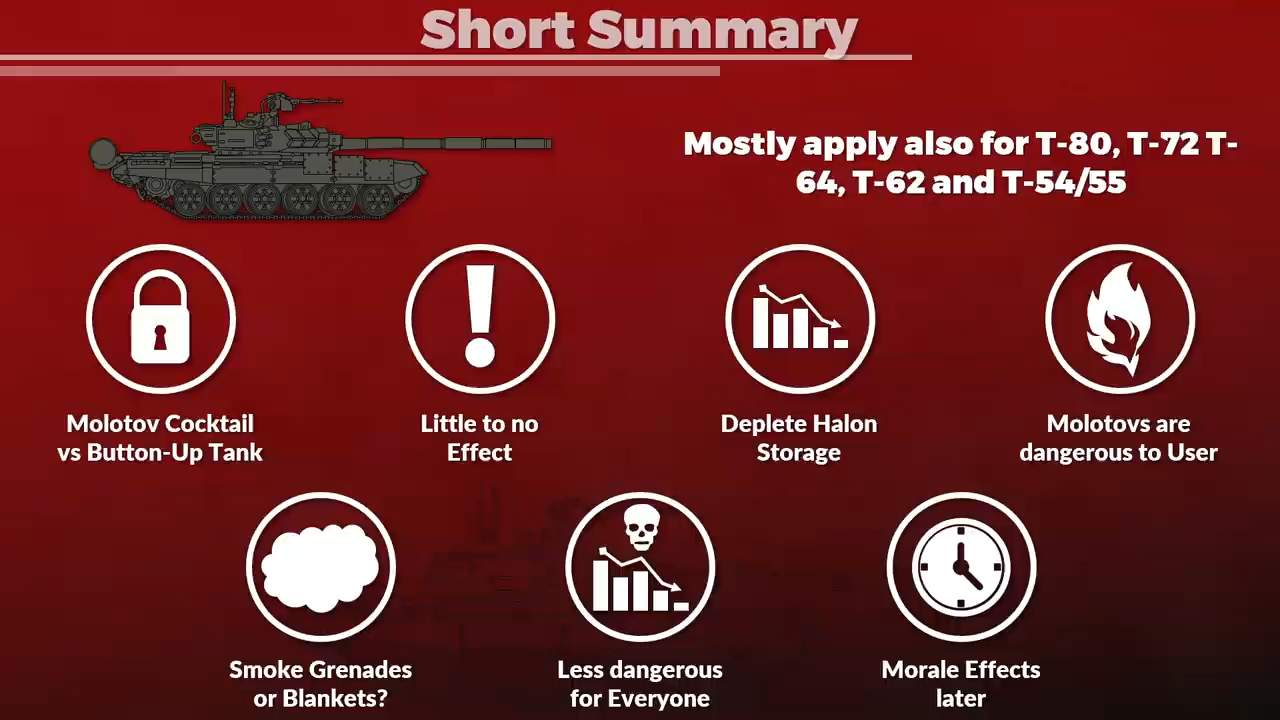 Short Summary
Mostly apply also for T-80, T-72 T-
64, T-62 and T-54/55
Molotov Cocktail
vs Button-Up Tank
Little to no
Effect
Deplete Halon
Storage
Molotovs are
dangerous to User
Smoke Grenades
or Blankets?
Less dangerous
for Everyone
Morale Effects
later